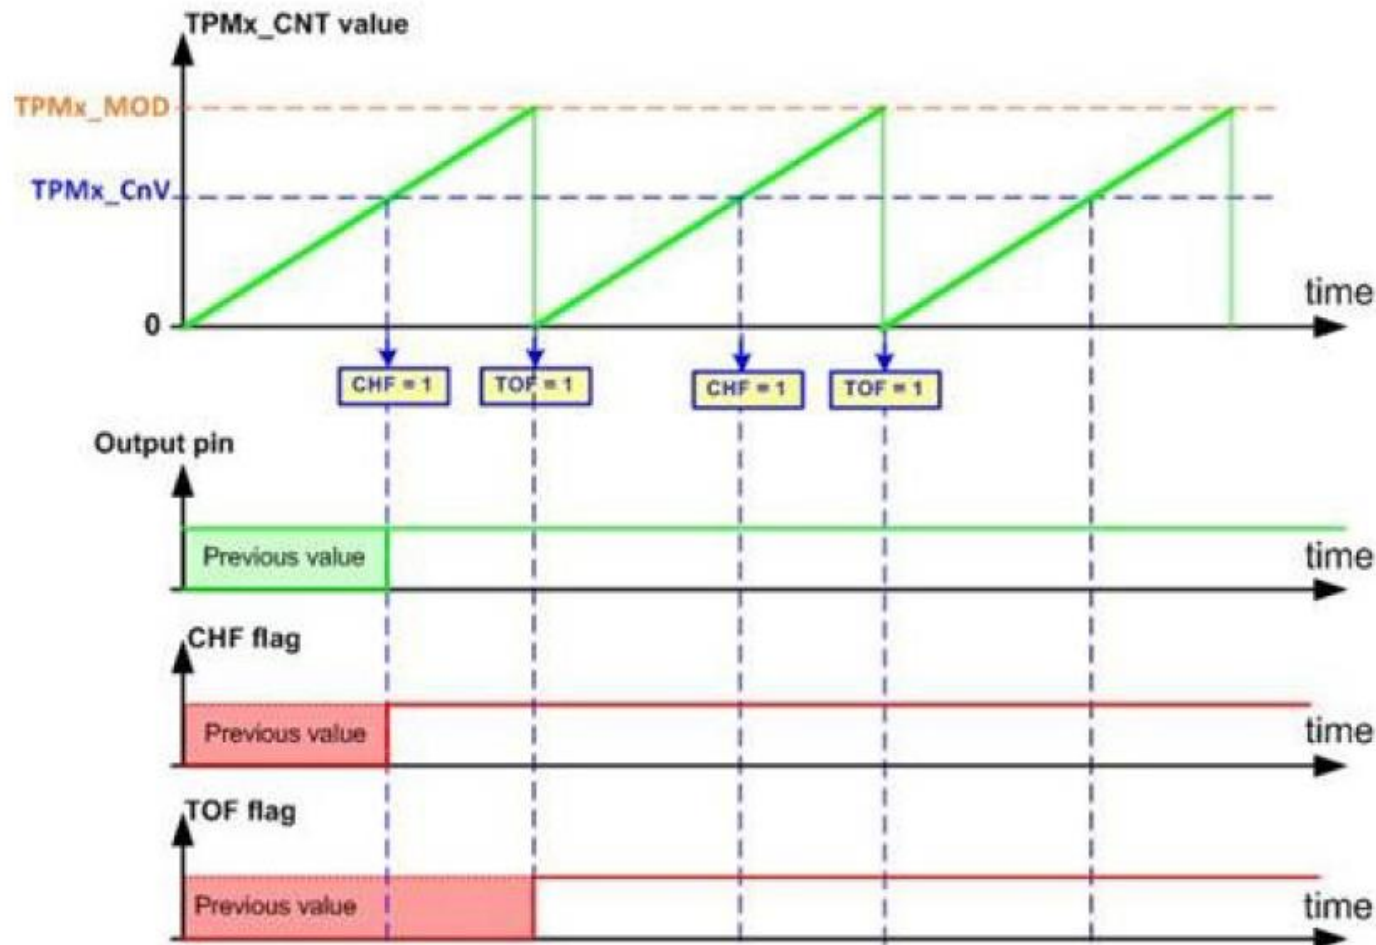 TPMx_CNT value
TPMx_MOD
TPMx_CnV
time
0
CHF = 1
TOF = 1
CHF = 1
TOF = 1
Output pin
Previous value
time
CHF flag
Previous value
time
TOF flag
Previous value
time